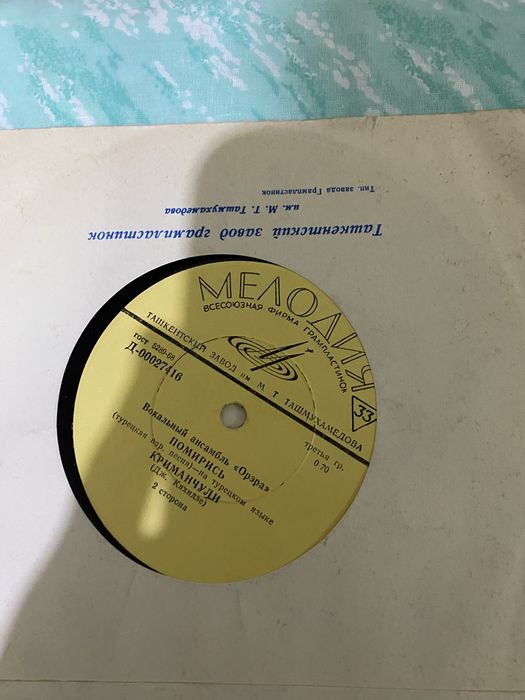 Ташкентский завод грампластинок
им. М. Т. Ташмухамедова
Тип. завода Грампластинок
МЕЛОДИЯ
ВСЕСОЮЗНАЯ ФИРМА ГРАМПЛАСТИНОК
ТАШКЕНТСКИЙ ЗАВОД им М. Т ТАШМУХАМЕДОВА
33
ГОСТ 5289-68
Д-00027416
третья гр.
0-70
Вокальный ансамбль «Орэра»
ПОМИРИСЬ
(турецкая нар. песня)—на турецком языке
КРИМАНЧУЛИ
(Дж. Кахидзе)
2 сторона